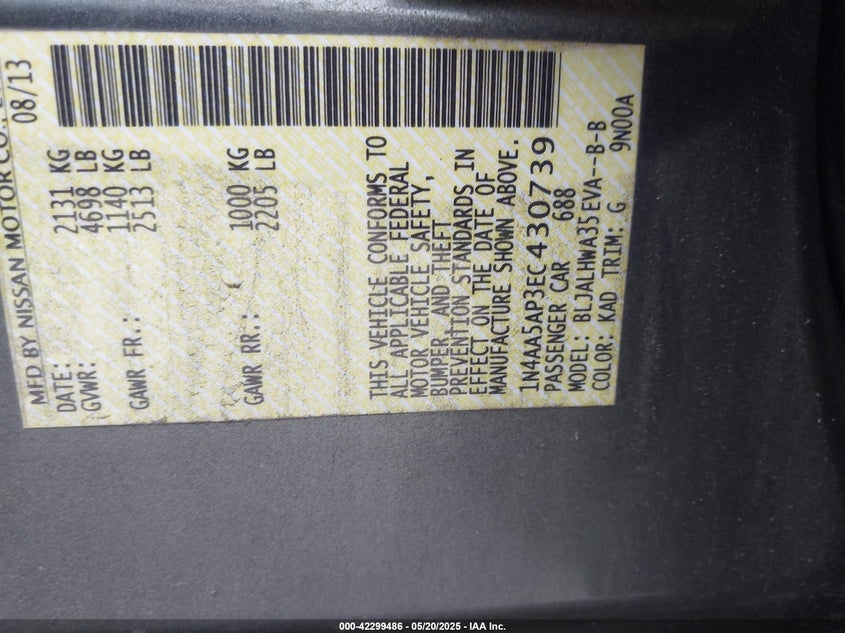 MFD BY NISSAN MOTOR CO.,
DATE: 08/13
GVWR: 2131 KG
4698 LB
GAWR FR.: 1140 KG
2513 LB
GAWR RR.: 1000 KG
2205 LB
THIS VEHICLE CONFORMS TO
ALL APPLICABLE FEDERAL
MOTOR VEHICLE SAFETY,
BUMPER, AND THEFT
PREVENTION STANDARDS IN
EFFECT ON THE DATE OF
MANUFACTURE SHOWN ABOVE.
1N4AA5AP3EC430739
PASSENGER CAR 688
MODEL: BLJALHWA35EVA--B-B
COLOR: KAD TRIM: G 9N00A
000-42299486 - 05/20/2025 - IAA Inc.